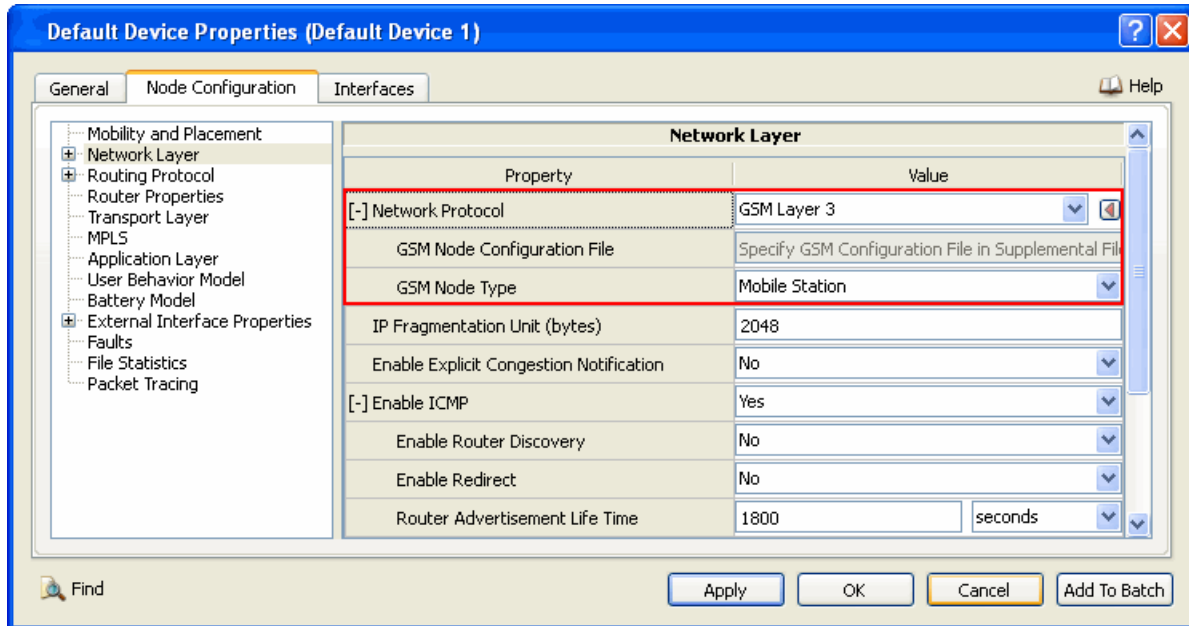 Default Device Properties (Default Device 1)
General
Node Configuration
Interfaces
Help
Mobility and Placement
Network Layer
Routing Protocol
Router Properties
Transport Layer
MPLS
Application Layer
User Behavior Model
Battery Model
External Interface Properties
Faults
File Statistics
Packet Tracing
Network Layer
Property Value
[-] Network Protocol GSM Layer 3
GSM Node Configuration File Specify GSM Configuration File in Supplemental File
GSM Node Type Mobile Station
IP Fragmentation Unit (bytes) 2048
Enable Explicit Congestion Notification No
[-] Enable ICMP Yes
Enable Router Discovery No
Enable Redirect No
Router Advertisement Life Time 1800 seconds
Find
Apply
OK
Cancel
Add To Batch